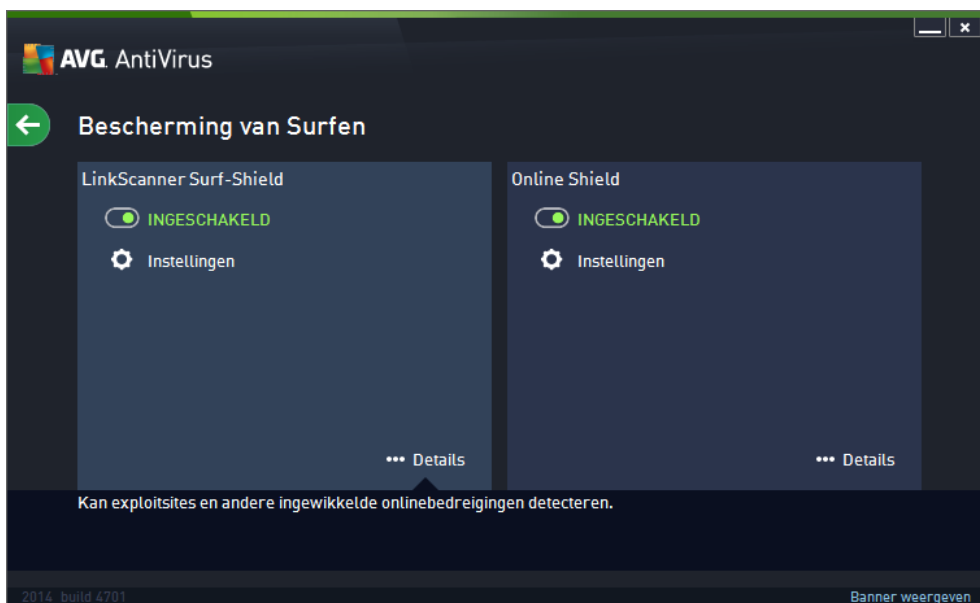 AVG. AntiVirus
Bescherming van Surfen
LinkScanner Surf-Shield
INGESCHAKELD
Instellingen
••• Details
Online Shield
INGESCHAKELD
Instellingen
••• Details
Kan exploitsites en andere ingewikkelde onlinebedreigingen detecteren.
2014 build 4701
Banner weergeven